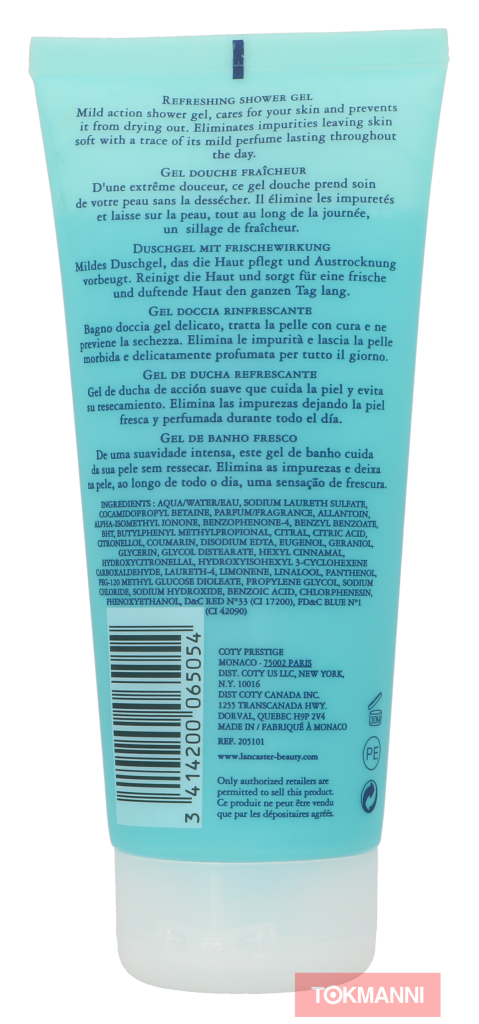 REFRESHING SHOWER GEL
Mild action shower gel, cares for your skin and prevents
it from drying out. Eliminates impurities leaving skin
soft with a trace of its mild perfume lasting throughout
the day.
GEL DOUCHE FRAÎCHEUR
D'une extrême douceur, ce gel douche prend soin
de votre peau sans la dessécher. Il élimine les impuretés
et laisse sur la peau, tout au long de la journée,
un sillage de fraîcheur.
DUSCHGEL MIT FRISCHEWIRKUNG
Mildes Duschgel, das die Haut pflegt und Austrocknung
vorbeugt. Reinigt die Haut und sorgt für eine frische
und duftende Haut den ganzen Tag lang.
GEL DOCCIA RINFRESCANTE
Bagno doccia gel delicato, tratta la pelle con cura e ne
previene la sechezza. Elimina le impurità e lascia la pelle
morbida e delicatamente profumata per tutto il giorno.
GEL DE DUCHA REFRESCANTE
Gel de ducha de acción suave que cuida la piel y evita
su resecamiento. Elimina las impurezas dejando la piel
fresca y perfumada durante todo el día.
GEL DE BANHO FRESCO
De uma suavidade intensa, este gel de banho cuida
da sua pele sem ressecar. Elimina as impurezas e deixa
na pele, ao longo de todo o dia, uma sensação de frescura.
INGREDIENTS : AQUA/WATER/EAU, SODIUM LAURETH SULFATE,
COCAMIDOPROPYL BETAINE, PARFUM/FRAGRANCE, ALLANTOIN,
ALPHA-ISOMETHYL IONONE, BENZOPHENONE-4, BENZYL BENZOATE,
BHT, BUTYLPHENYL METHYLPROPIONAL, CITRAL, CITRIC ACID,
CITRONELLOL, COUMARIN, DISODIUM EDTA, EUGENOL, GERANIOL,
GLYCERIN, GLYCOL DISTEARATE, HEXYL CINNAMAL,
HYDROXYCITRONELLAL, HYDROXYISOHEXYL 3-CYCLOHEXENE
CARBOXALDEHYDE, LAURETH-4, LIMONENE, LINALOOL, PANTHENOL,
PEG-120 METHYL GLUCOSE DIOLEATE, PROPYLENE GLYCOL, SODIUM
CHLORIDE, SODIUM HYDROXIDE, BENZOIC ACID, CHLORPHENESIN,
PHENOXYETHANOL, D&C RED N°33 (CI 17200), FD&C BLUE N°1
(CI 42090)
3 414200 065054
COTY PRESTIGE
MONACO - 75002 PARIS
DIST. COTY US LLC, NEW YORK,
N.Y. 10016
DIST COTY CANADA INC.
1255 TRANSCANADA HWY.
DORVAL, QUEBEC H9P 2V4
MADE IN / FABRIQUÉ À MONACO
REF. 205101
www.lancaster-beauty.com
Only authorized retailers are
permitted to sell this product.
Ce produit ne peut être vendu
que par les dépositaires agréés.
30M
PE
TOKMANNI